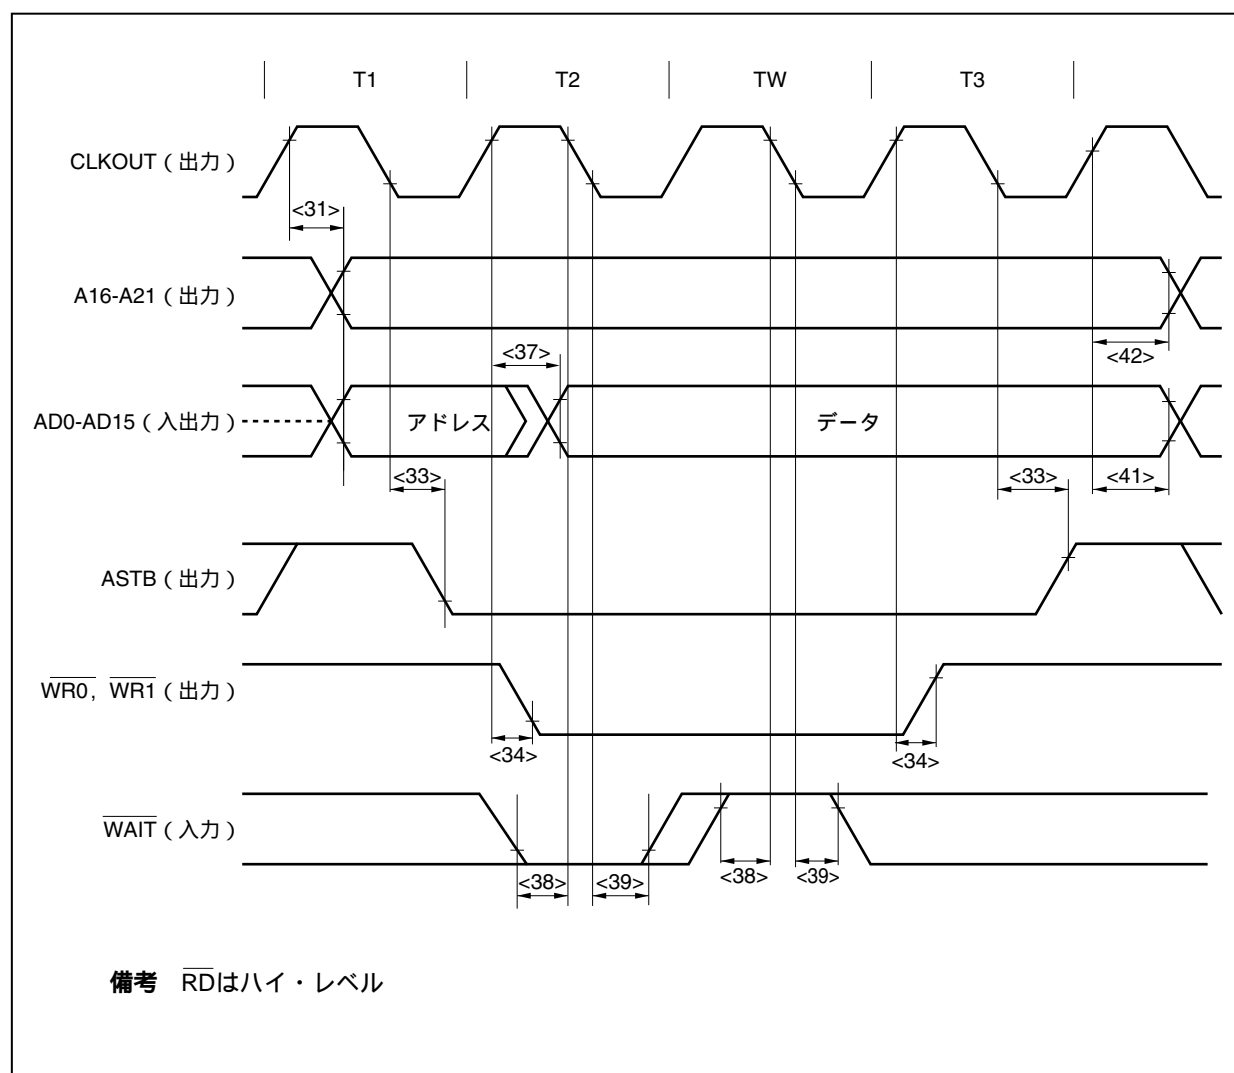 T1 T2 TW T3
CLKOUT（出力）
<31>
A16-A21（出力）
<37> <42>
AD0-AD15（入出力） アドレス データ
<33> <33> <41>
ASTB（出力）
WR0, WR1（出力）
<34> <34>
WAIT（入力）
<38> <39> <38> <39>
備考 RDはハイ・レベル